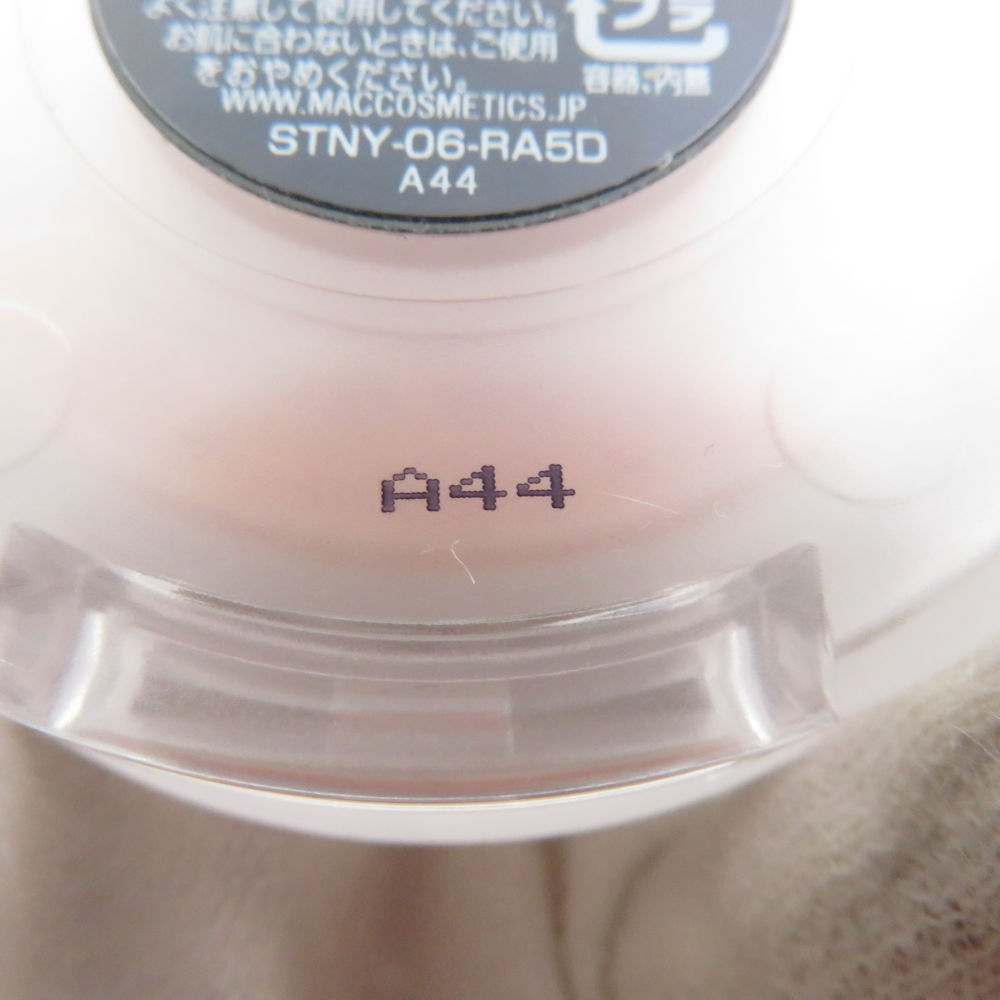 よく注意して使用してください。
お肌に合わないときは、ご使用
をおやめください。
プラ
容器、内蓋
WWW.MACCOSMETICS.JP
STNY-06-RA5D
A44
A44